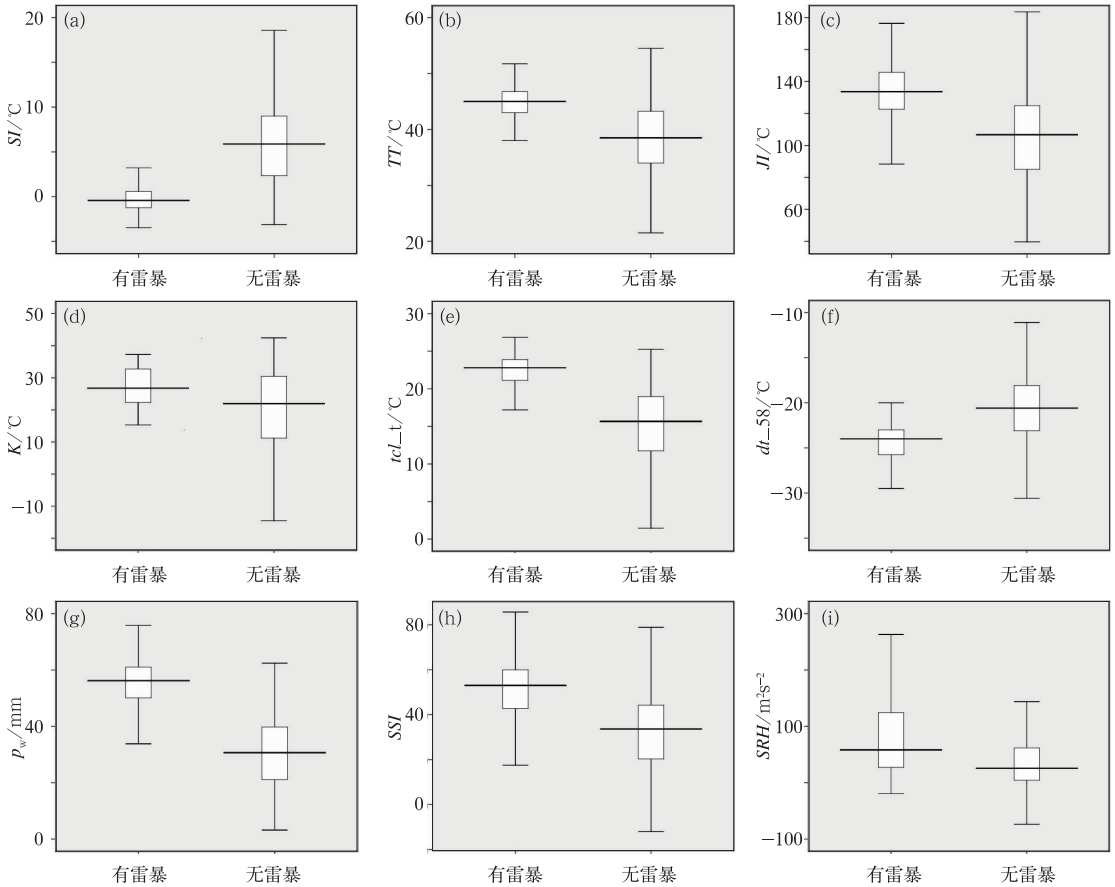 (a)
SI/℃
20
10
0
有雷暴 无雷暴
(b)
TT/℃
60
40
20
有雷暴 无雷暴
(c)
JI/℃
180
140
100
60
有雷暴 无雷暴
(d)
K/℃
50
30
10
−10
有雷暴 无雷暴
(e)
tcl_t/℃
30
20
10
0
有雷暴 无雷暴
(f)
dt_58/℃
−10
−20
−30
有雷暴 无雷暴
(g)
pw/mm
80
40
0
有雷暴 无雷暴
(h)
SSI
80
40
0
有雷暴 无雷暴
(i)
SRH/m²s⁻²
300
100
−100
有雷暴 无雷暴